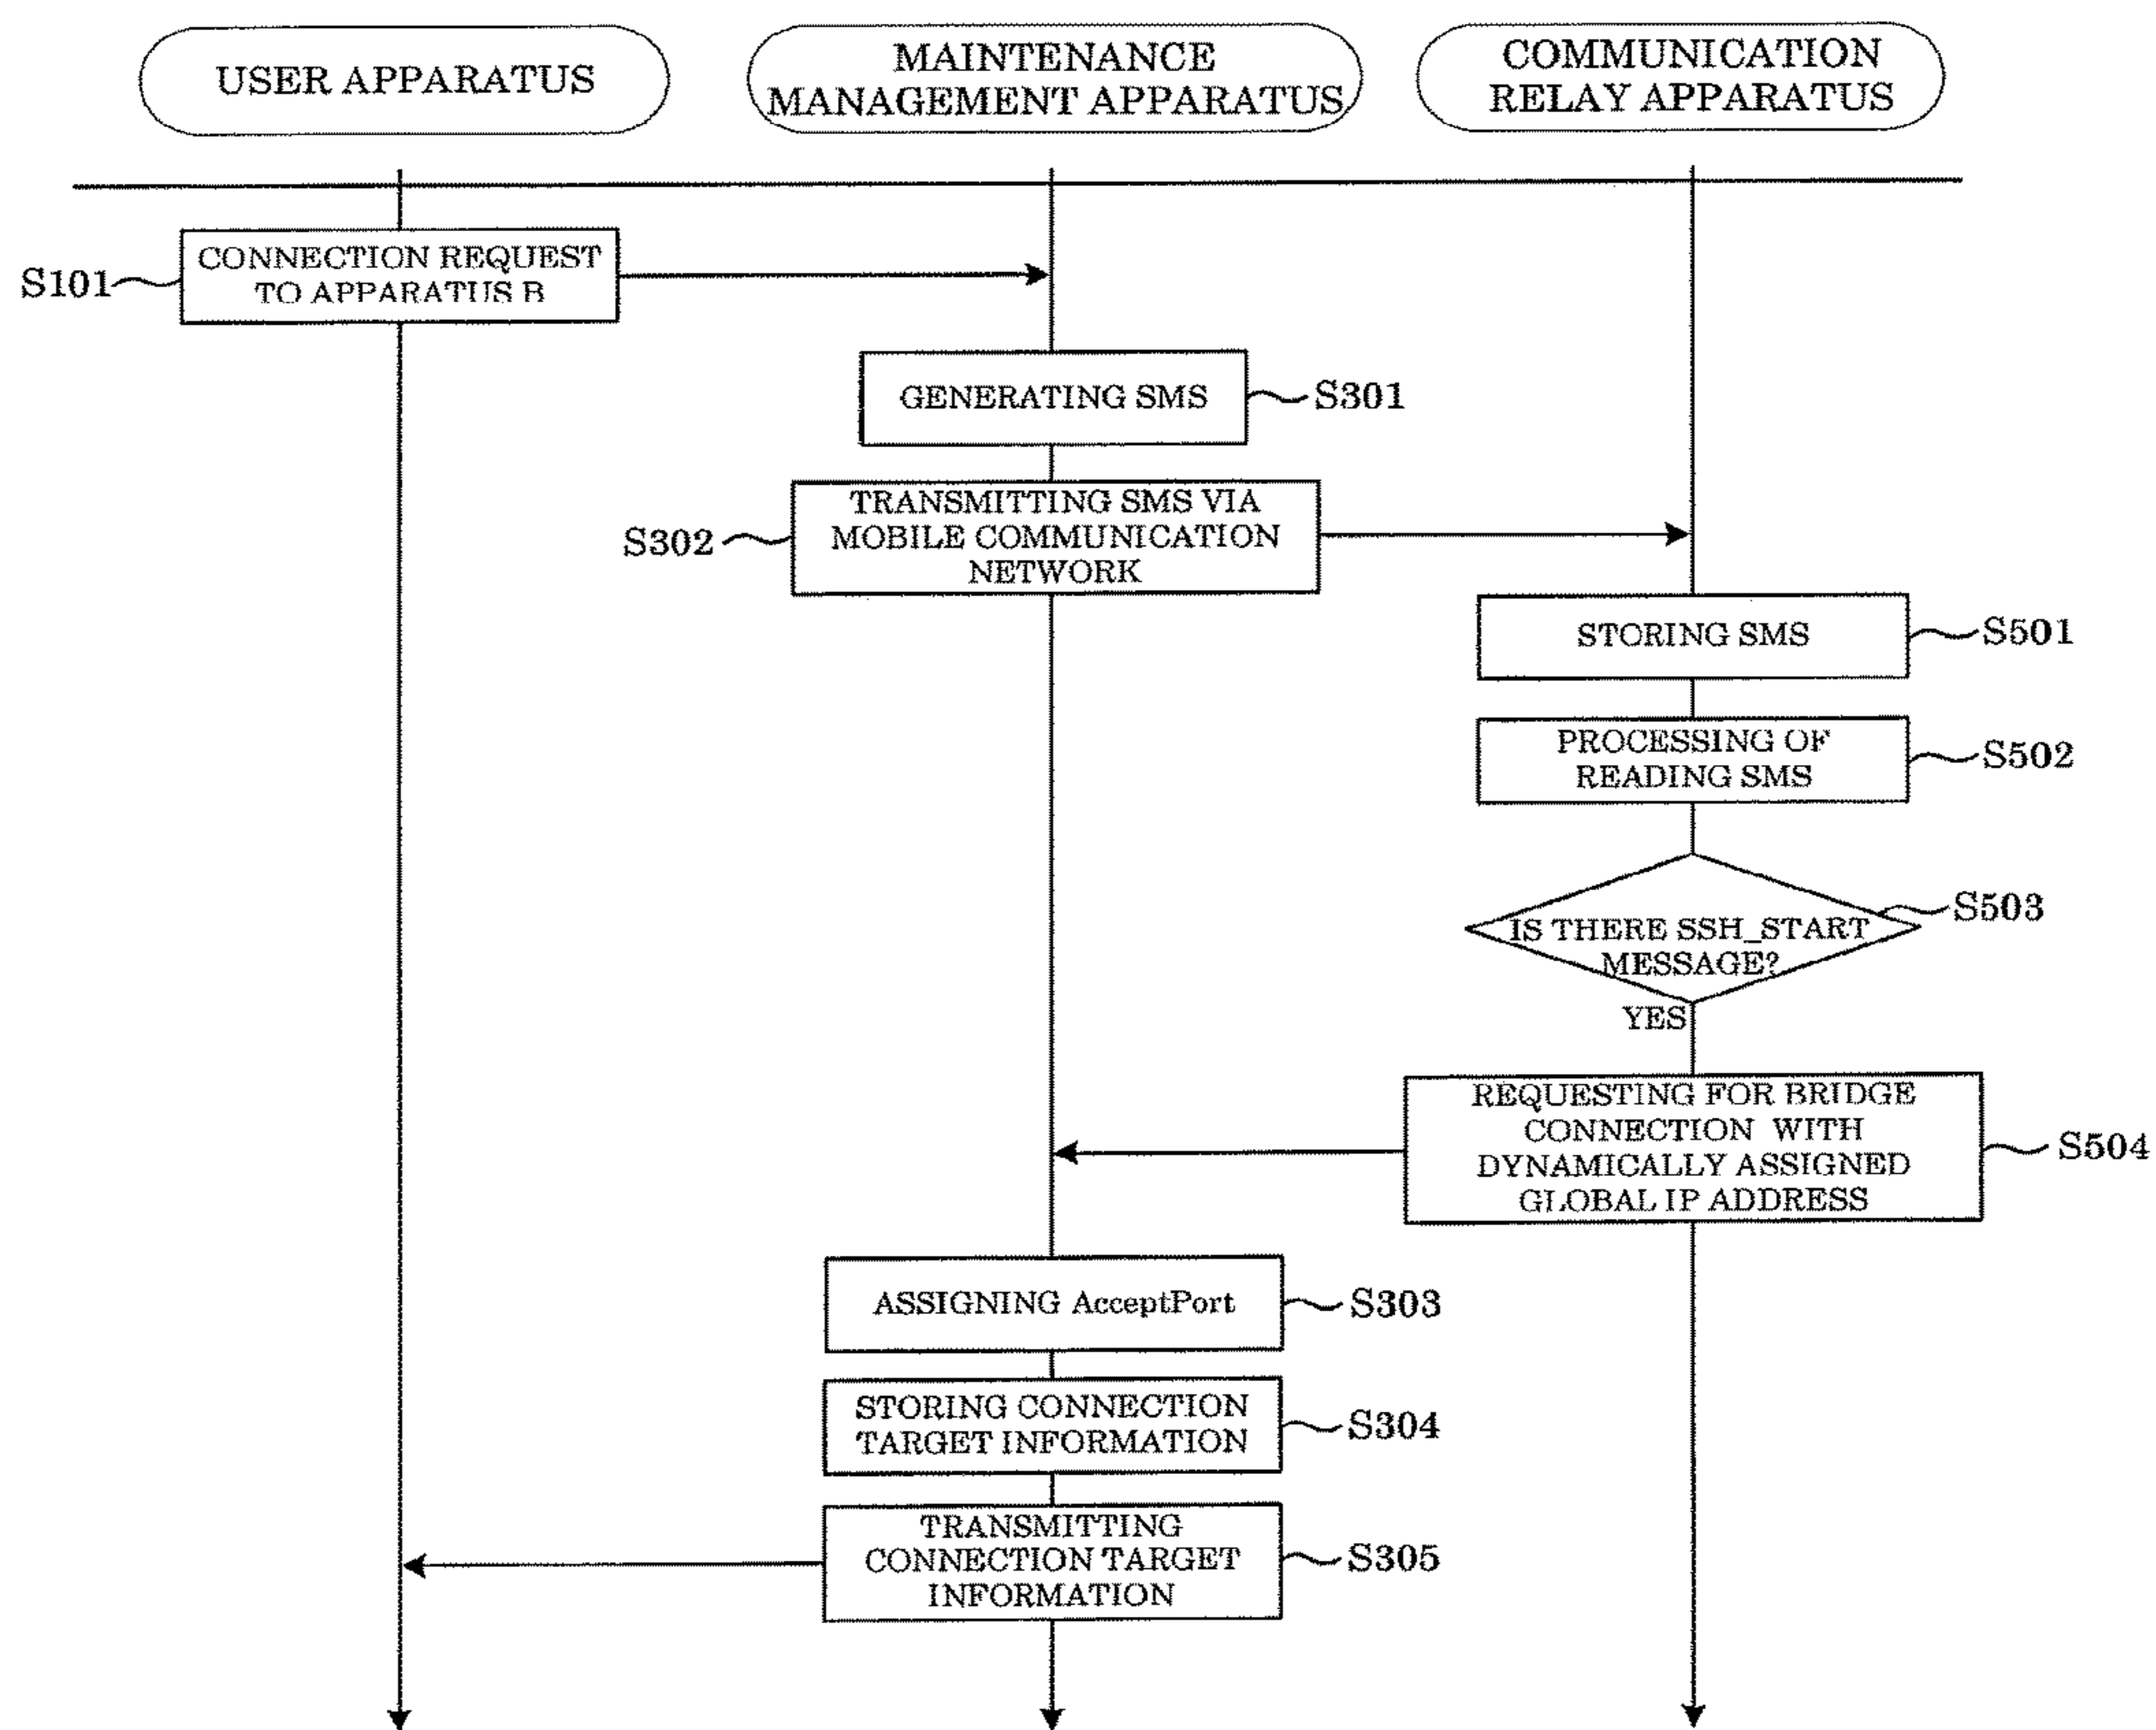 USER APPARATUS
MAINTENANCE
MANAGEMENT APPARATUS
COMMUNICATION
RELAY APPARATUS
S101
CONNECTION REQUEST
TO APPARATUS B
GENERATING SMS
S301
S302
TRANSMITTING SMS VIA
MOBILE COMMUNICATION
NETWORK
STORING SMS
S501
PROCESSING OF
READING SMS
S502
IS THERE SSH_START
MESSAGE?
S503
YES
REQUESTING FOR BRIDGE
CONNECTION WITH
DYNAMICALLY ASSIGNED
GLOBAL IP ADDRESS
S504
ASSIGNING AcceptPort
S303
STORING CONNECTION
TARGET INFORMATION
S304
TRANSMITTING
CONNECTION TARGET
INFORMATION
S305